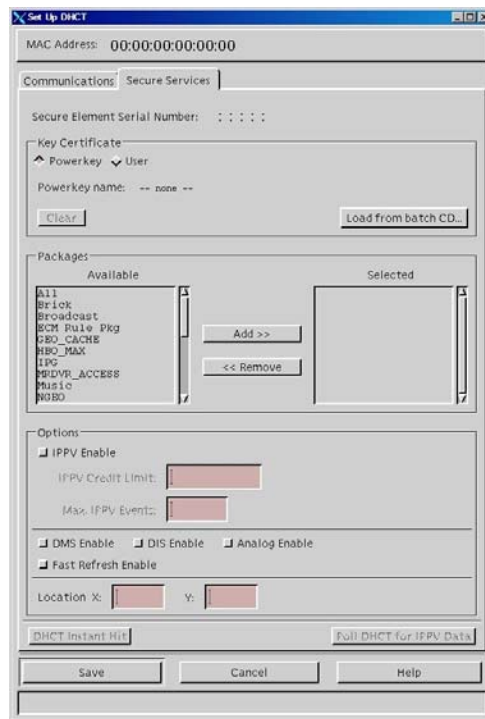 Set Up DHCT
MAC Address: 00:00:00:00:00:00
Communications Secure Services
Secure Element Serial Number: : : : : :
Key Certificate
Powerkey User
Powerkey name: -- none --
Clear Load from batch CD...
Packages
Available Selected
All
Brick
Broadcast
ECM Rule Pkg
GEO_CACHE
HBO_MAX
IPG
MRDVR_ACCESS
Music
NGEO
Add >>
<< Remove
Options
IPPV Enable
IPPV Credit Limit:
Max. IPPV Events:
DMS Enable DIS Enable Analog Enable
Fast Refresh Enable
Location X: Y:
DHCT Instant Hit Poll DHCT for IPPV Data
Save Cancel Help